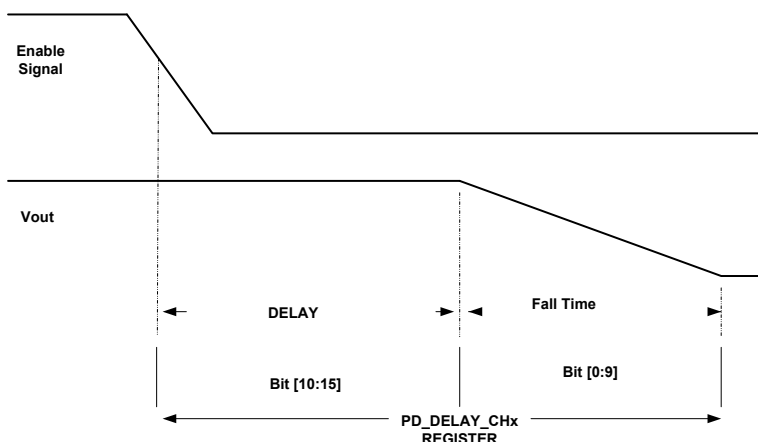 Enable
Signal
Vout
DELAY
Fall Time
Bit [10:15]
Bit [0:9]
PD_DELAY_CHx
REGISTER